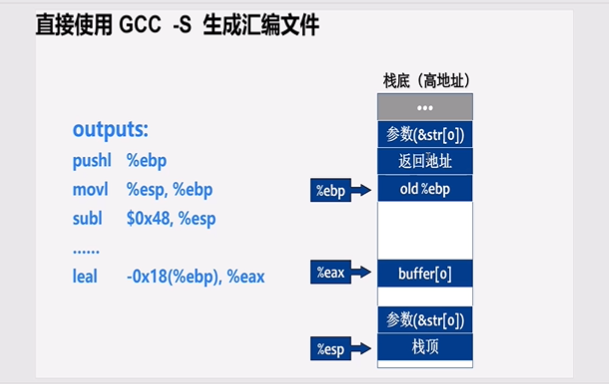 直接使用 GCC -S 生成汇编文件
栈底（高地址）
...
outputs:
参数(&str[0])
pushl %ebp
返回地址
movl %esp, %ebp
%ebp
old %ebp
subl $0x48, %esp
......
leal -0x18(%ebp), %eax
%eax
buffer[0]
参数(&str[0])
%esp
栈顶